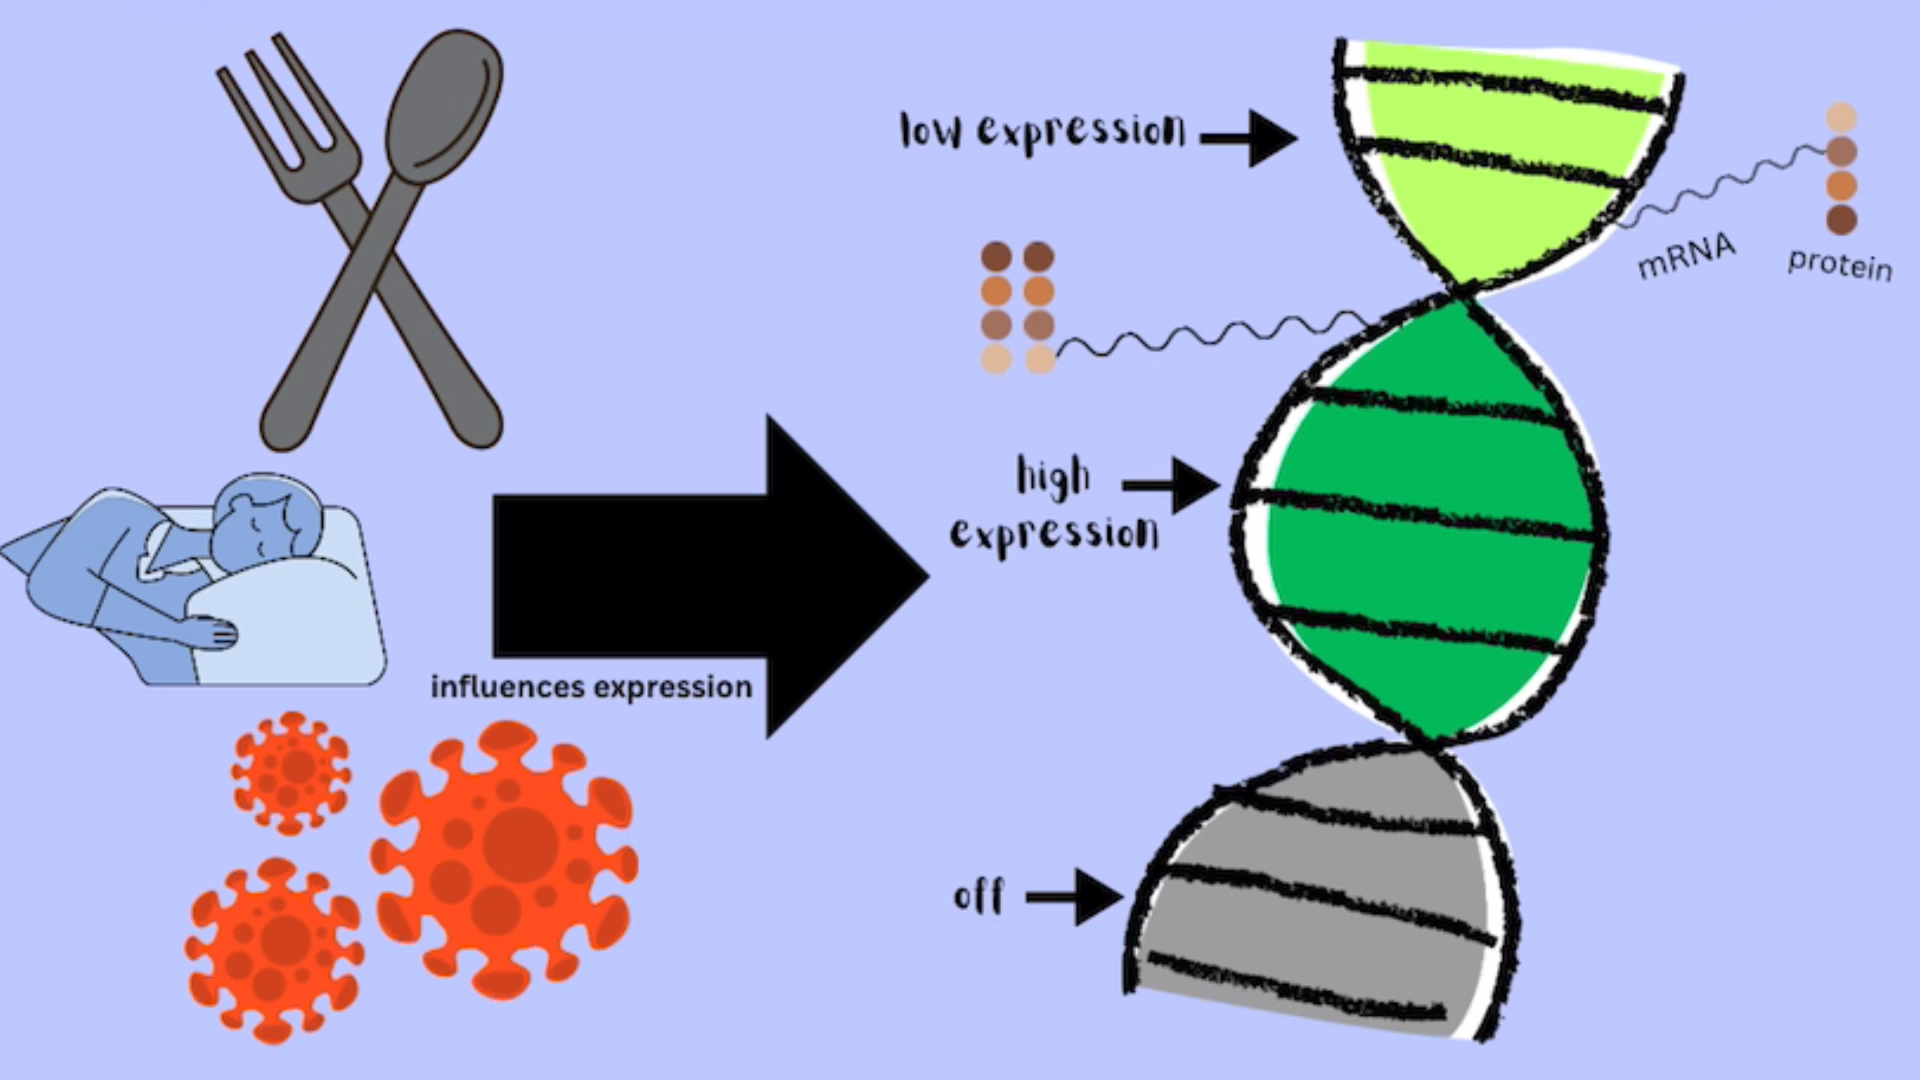 low expression
mRNA
protein
high
expression
influences expression
off